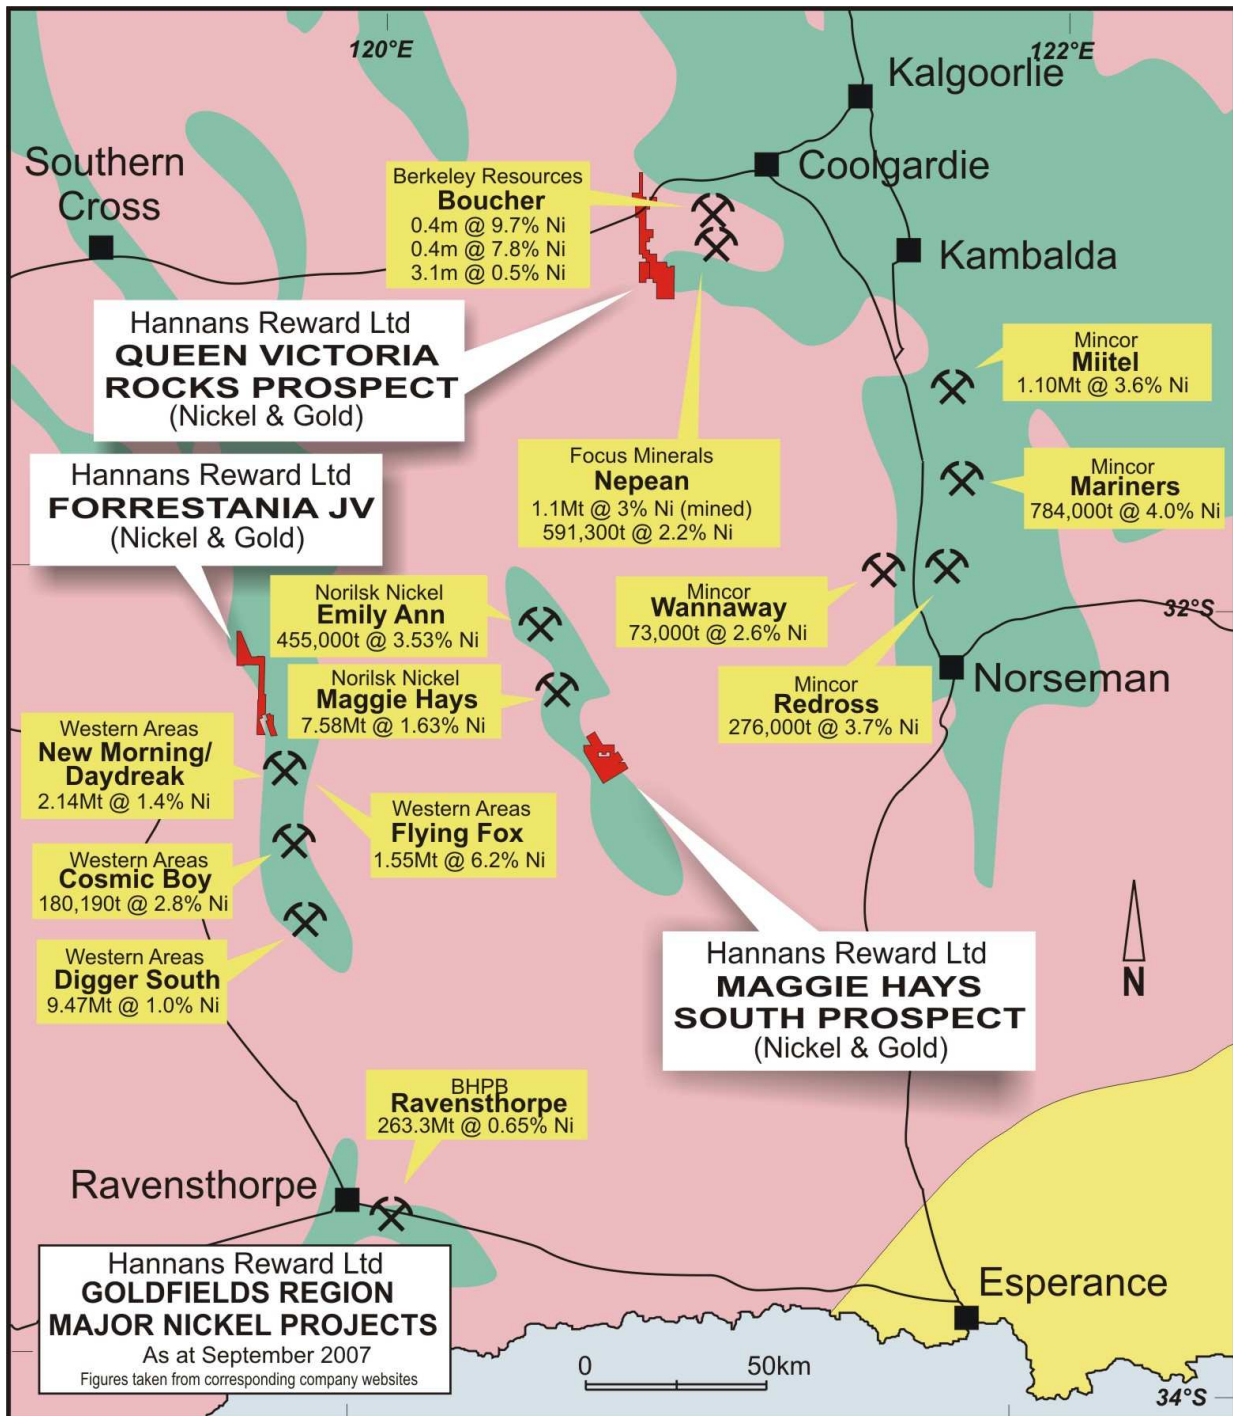 120°E
122°E
Kalgoorlie
Southern
Cross
Coolgardie
Berkeley Resources
Boucher
0.4m @ 9.7% Ni
0.4m @ 7.8% Ni
3.1m @ 0.5% Ni
Kambalda
Hannans Reward Ltd
QUEEN VICTORIA
ROCKS PROSPECT
(Nickel & Gold)
Mincor
Miitel
1.10Mt @ 3.6% Ni
Hannans Reward Ltd
FORRESTANIA JV
(Nickel & Gold)
Focus Minerals
Nepean
1.1Mt @ 3% Ni (mined)
591,300t @ 2.2% Ni
Mincor
Mariners
784,000t @ 4.0% Ni
Norilsk Nickel
Emily Ann
455,000t @ 3.53% Ni
Mincor
Wannaway
73,000t @ 2.6% Ni
32°S
Norilsk Nickel
Maggie Hays
7.58Mt @ 1.63% Ni
Mincor
Redross
276,000t @ 3.7% Ni
Norseman
Western Areas
New Morning/
Daydreak
2.14Mt @ 1.4% Ni
Western Areas
Flying Fox
1.55Mt @ 6.2% Ni
Western Areas
Cosmic Boy
180,190t @ 2.8% Ni
Western Areas
Digger South
9.47Mt @ 1.0% Ni
Hannans Reward Ltd
MAGGIE HAYS
SOUTH PROSPECT
(Nickel & Gold)
N
BHPB
Ravensthorpe
263.3Mt @ 0.65% Ni
Ravensthorpe
Hannans Reward Ltd
GOLDFIELDS REGION
MAJOR NICKEL PROJECTS
As at September 2007
Figures taken from corresponding company websites
Esperance
0 50km
34°S